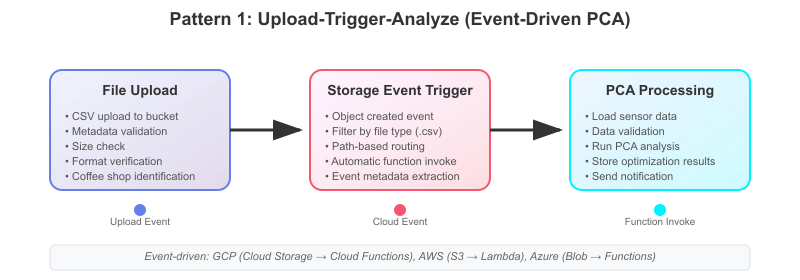 Pattern 1: Upload-Trigger-Analyze (Event-Driven PCA)
File Upload
• CSV upload to bucket
• Metadata validation
• Size check
• Format verification
• Coffee shop identification
Upload Event
Storage Event Trigger
• Object created event
• Filter by file type (.csv)
• Path-based routing
• Automatic function invoke
• Event metadata extraction
Cloud Event
PCA Processing
• Load sensor data
• Data validation
• Run PCA analysis
• Store optimization results
• Send notification
Function Invoke
Event-driven: GCP (Cloud Storage → Cloud Functions), AWS (S3 → Lambda), Azure (Blob → Functions)